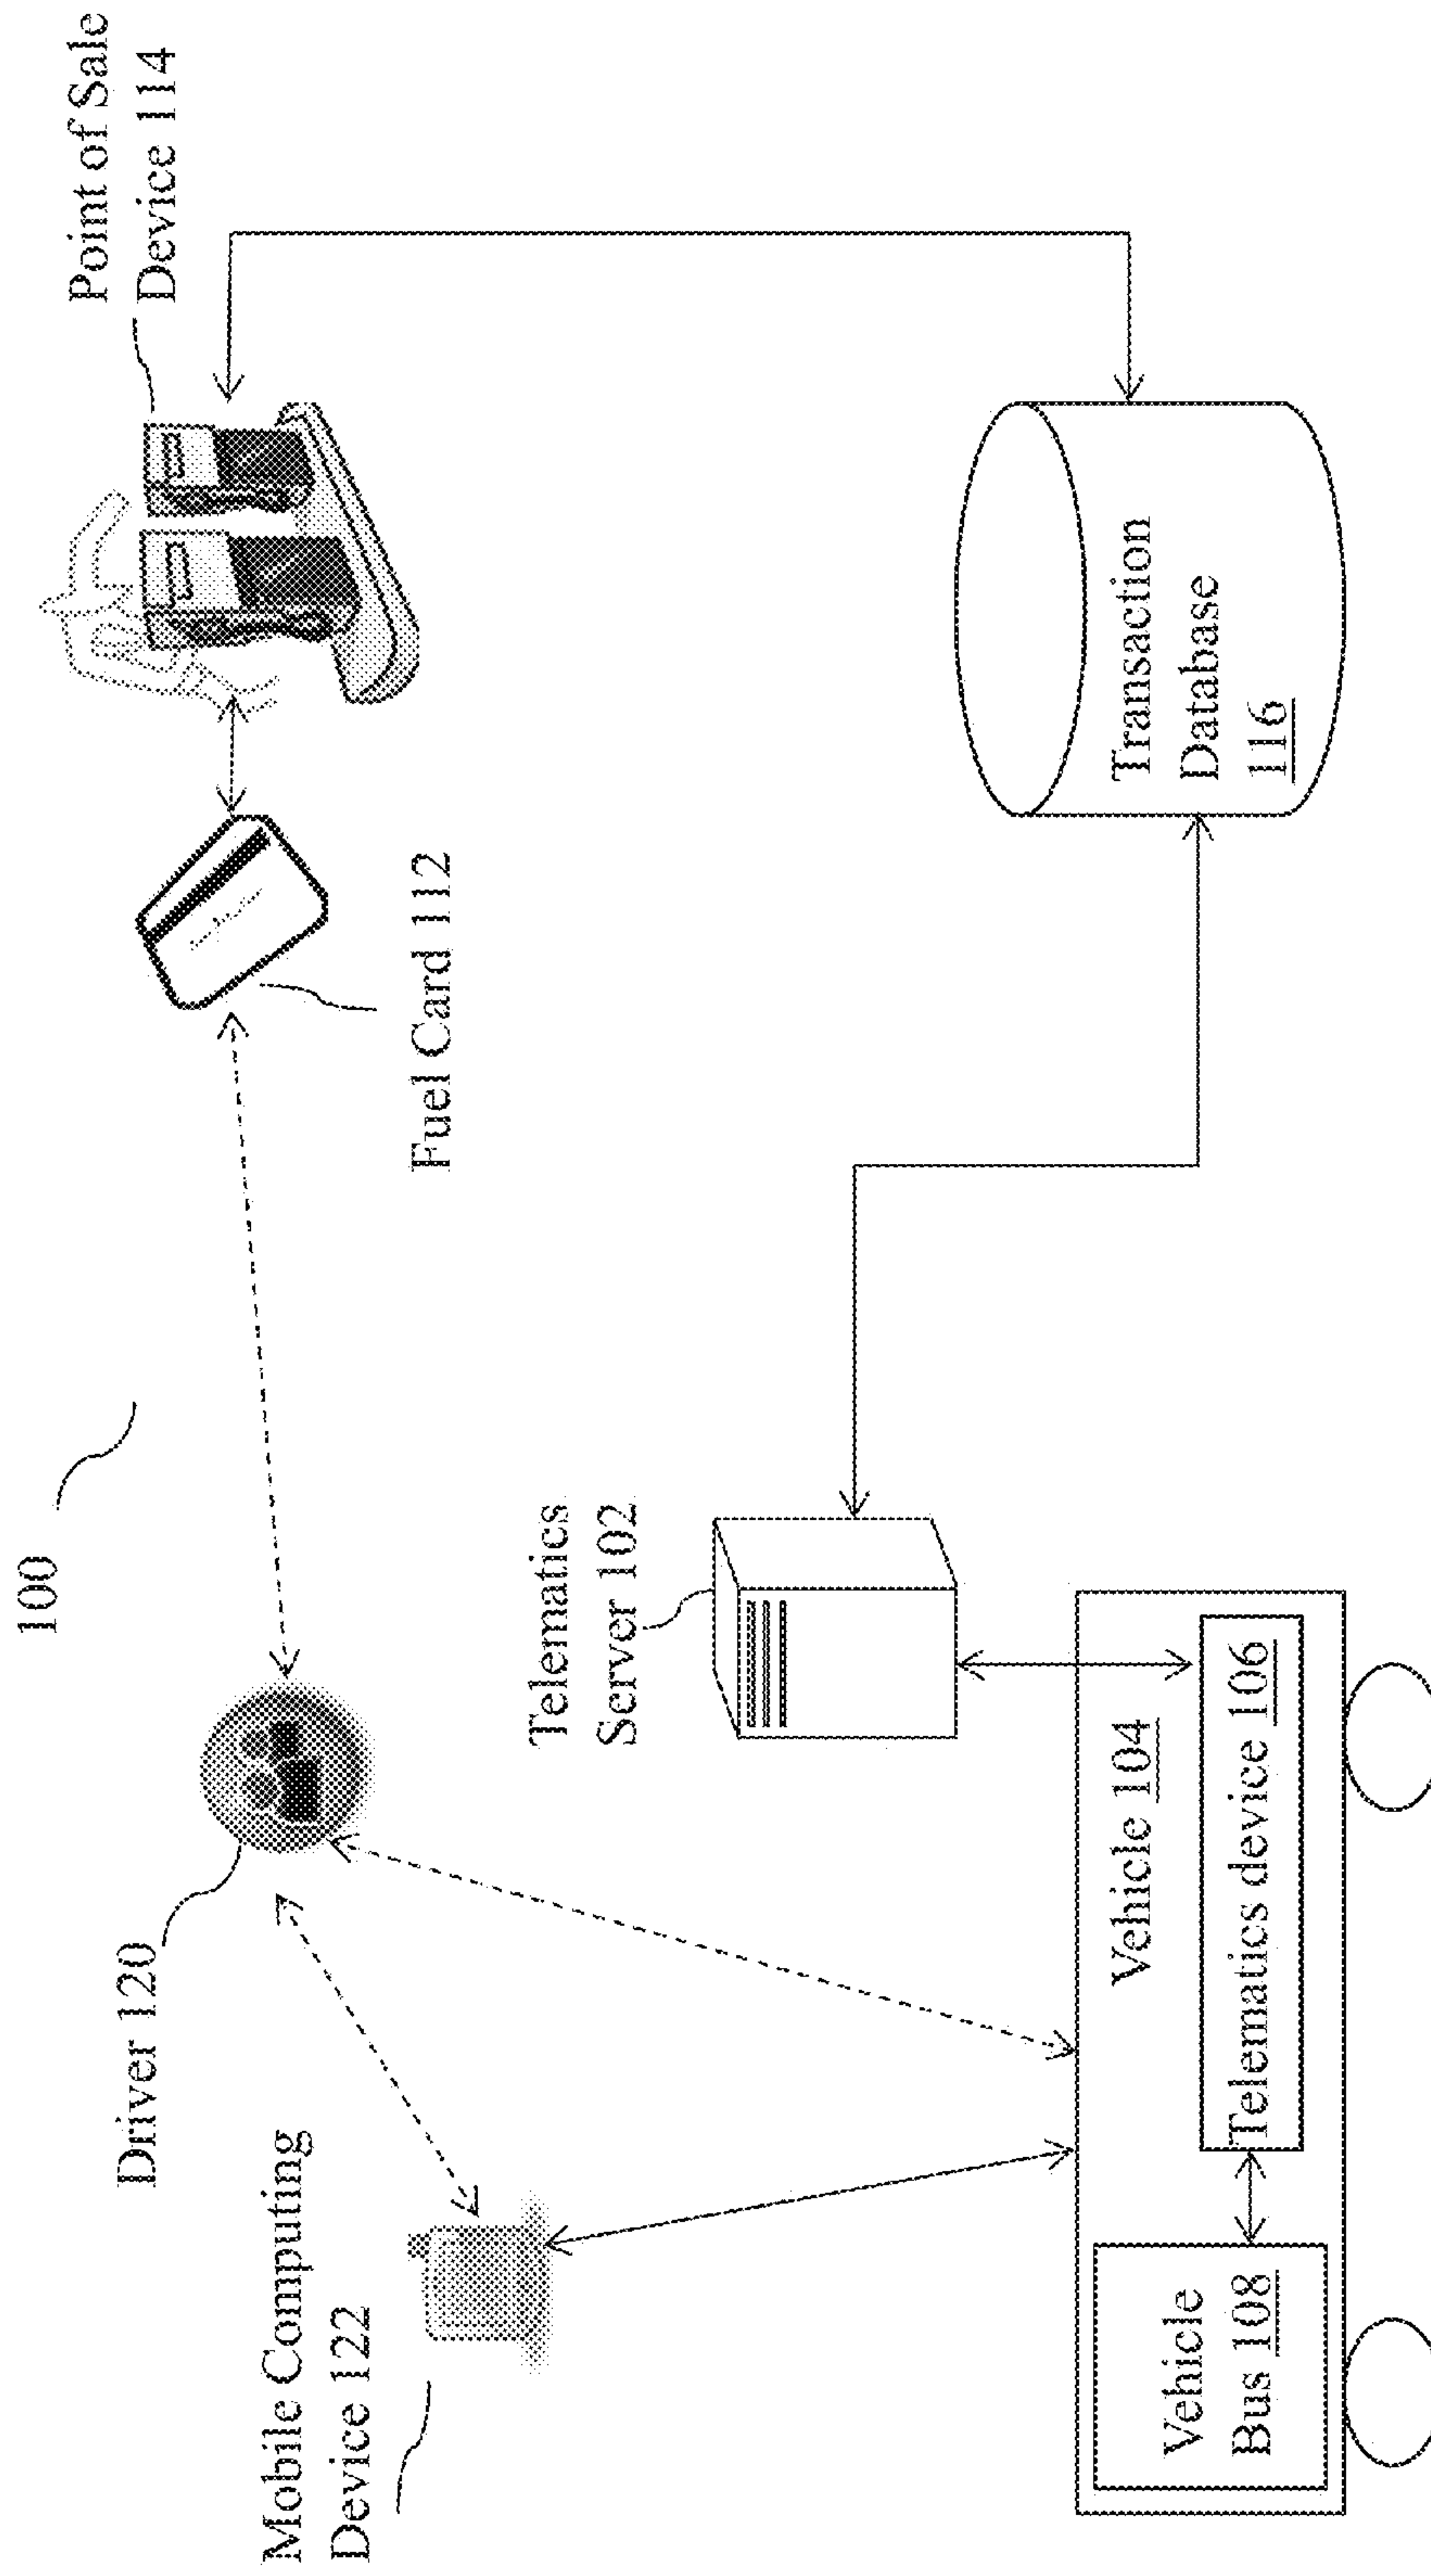 100
Mobile Computing
Device 122
Driver 120
Fuel Card 112
Point of Sale
Device 114
Telematics
Server 102
Vehicle 104
Telematics device 106
Vehicle
Bus 108
Transaction
Database
116